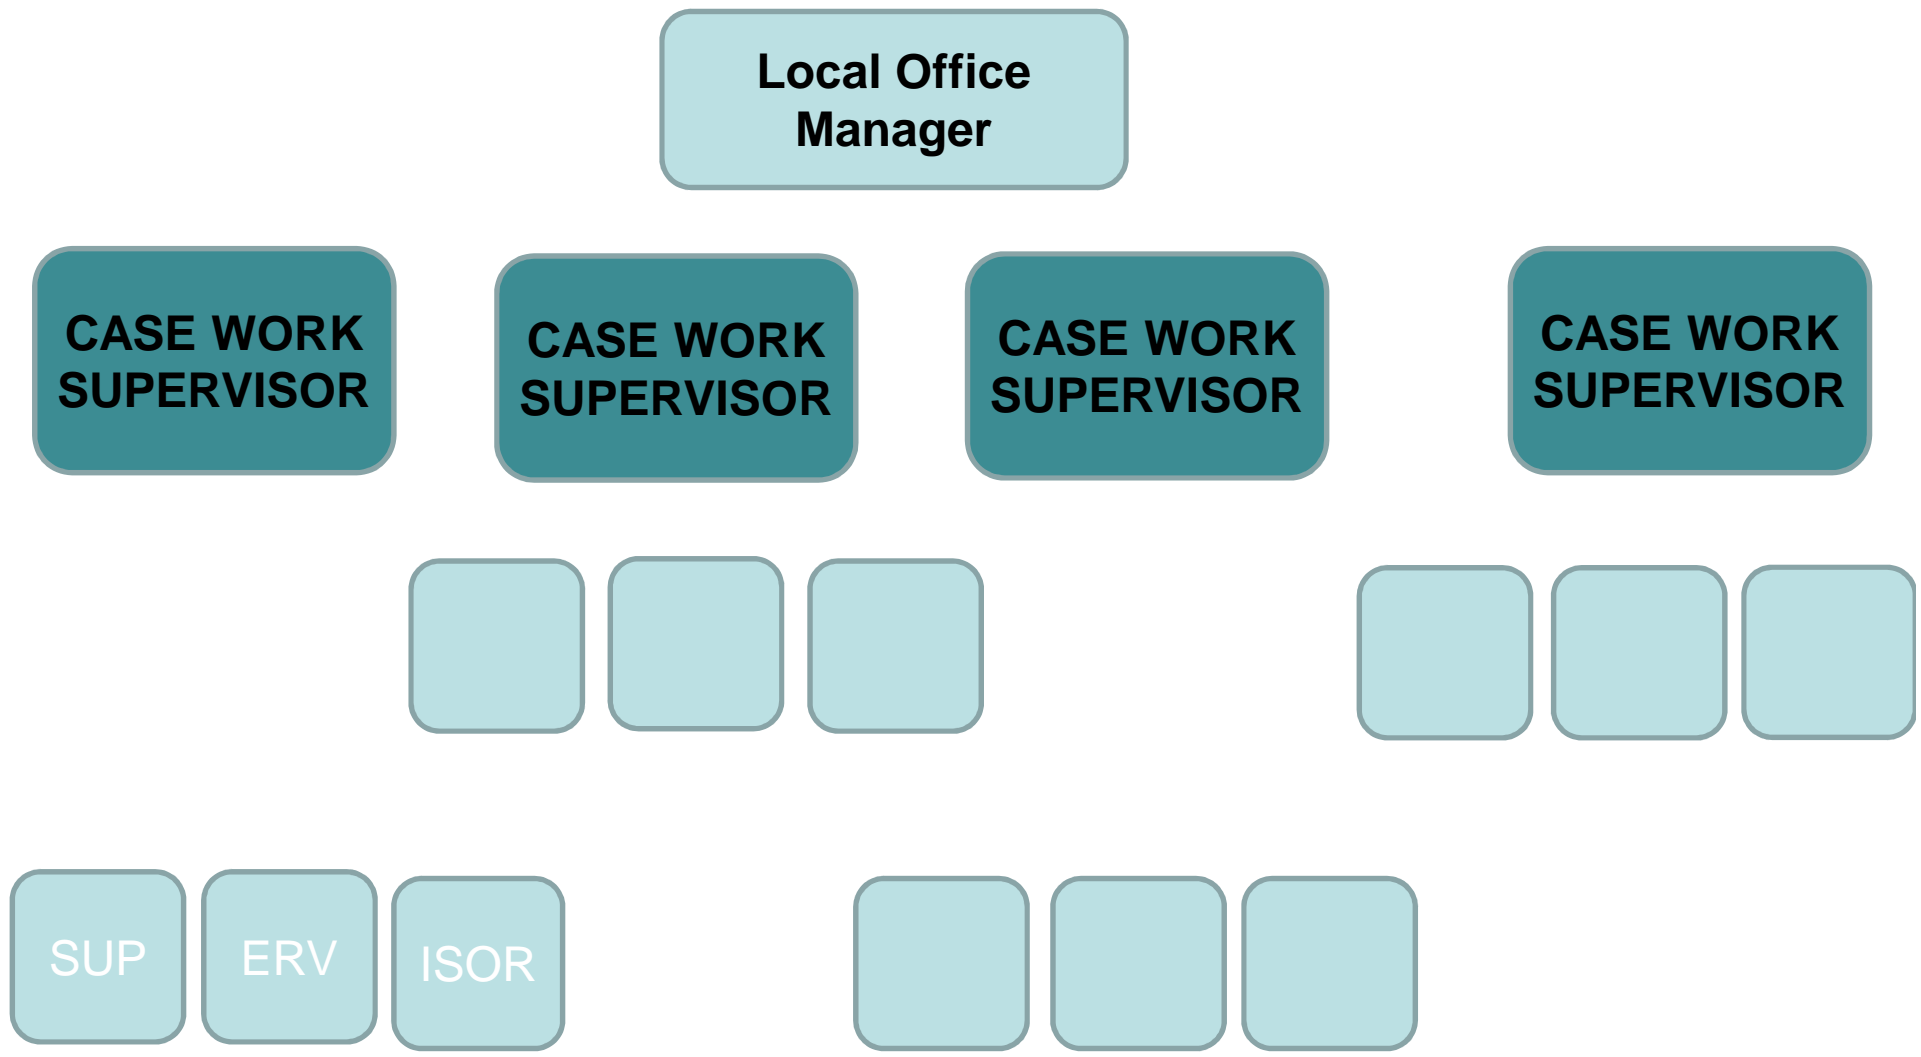 Local Office
Manager
CASE WORK
SUPERVISOR
CASE WORK
SUPERVISOR
CASE WORK
SUPERVISOR
CASE WORK
SUPERVISOR
SUP
ERV
ISOR